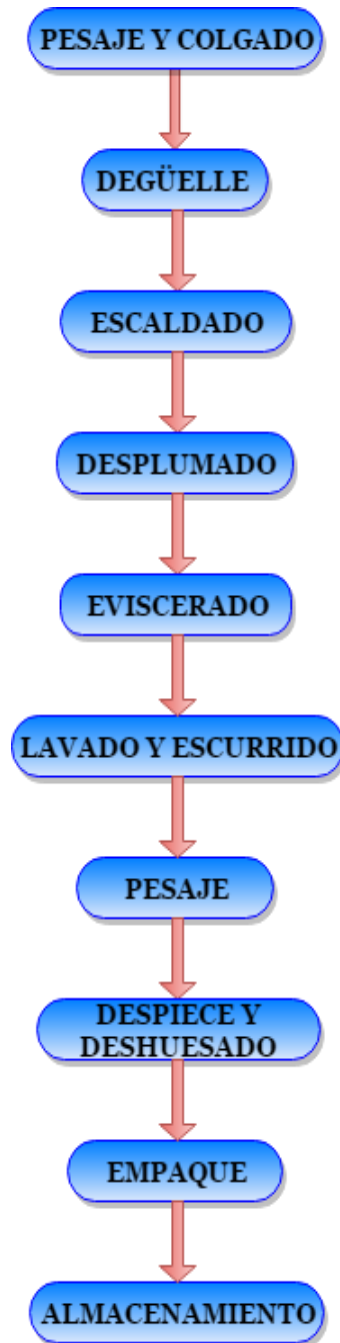 PESAJE Y COLGADO
DEGÜELLE
ESCALDADO
DESPLUMADO
EVISCERADO
LAVADO Y ESCURRIDO
PESAJE
DESPIECE Y
DESHUESADO
EMPAQUE
ALMACENAMIENTO